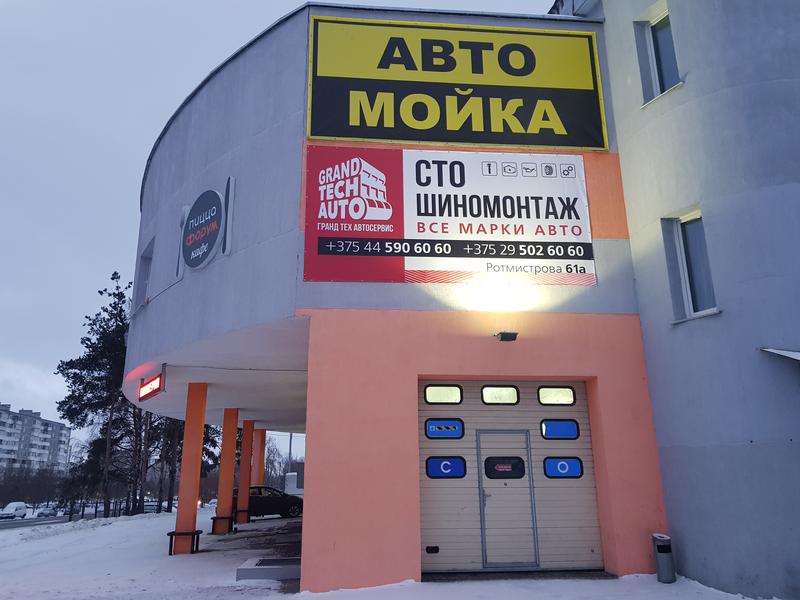 АВТО
МОЙКА
GRAND
TECH
AUTO
ГРАНД ТЕХ АВТОСЕРВИС
СТО
ШИНОМОНТАЖ
ВСЕ МАРКИ АВТО
+375 44 590 60 60 +375 29 502 60 60
Ротмистрова 61а
пицца
форум
кафе
С О